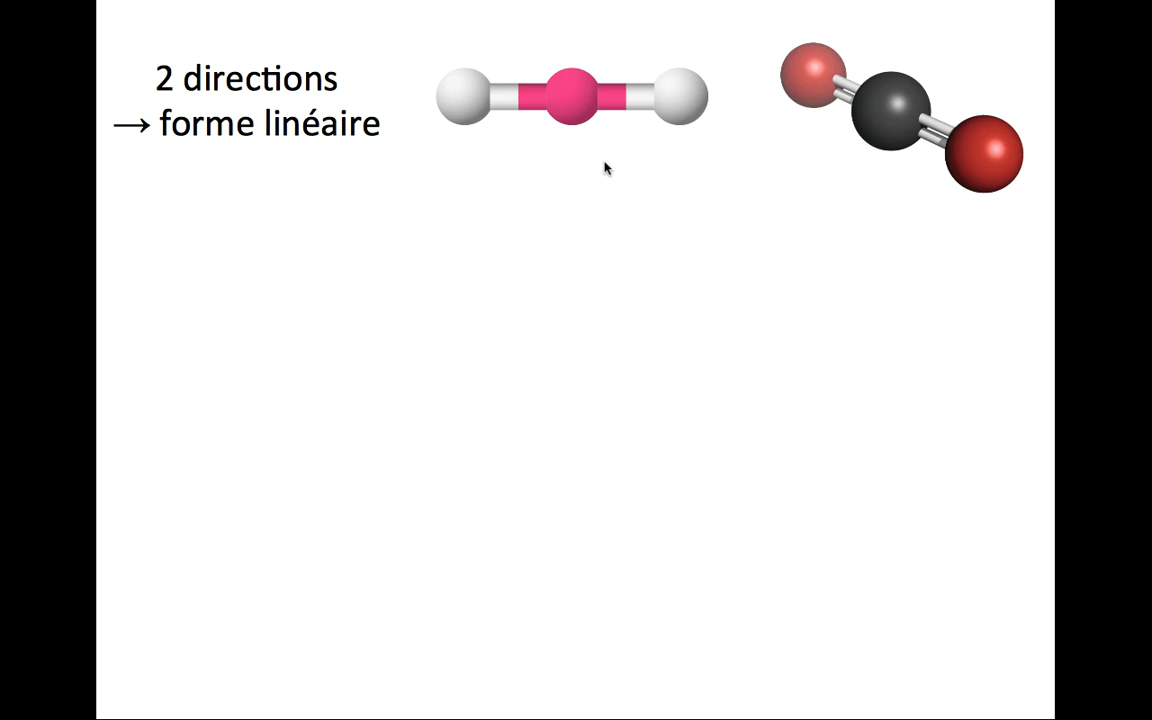 2 directions
→ forme linéaire